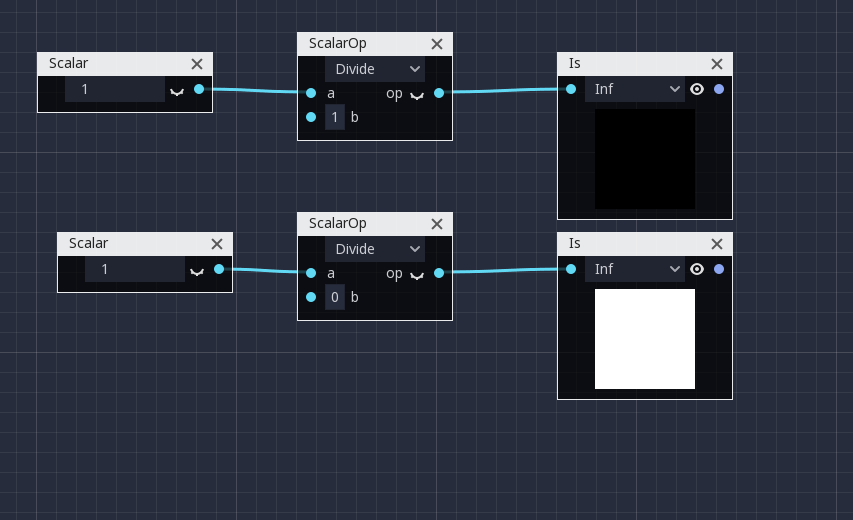 Scalar
1
ScalarOp
Divide
a op
1 b
Is
Inf
Scalar
1
ScalarOp
Divide
a op
0 b
Is
Inf